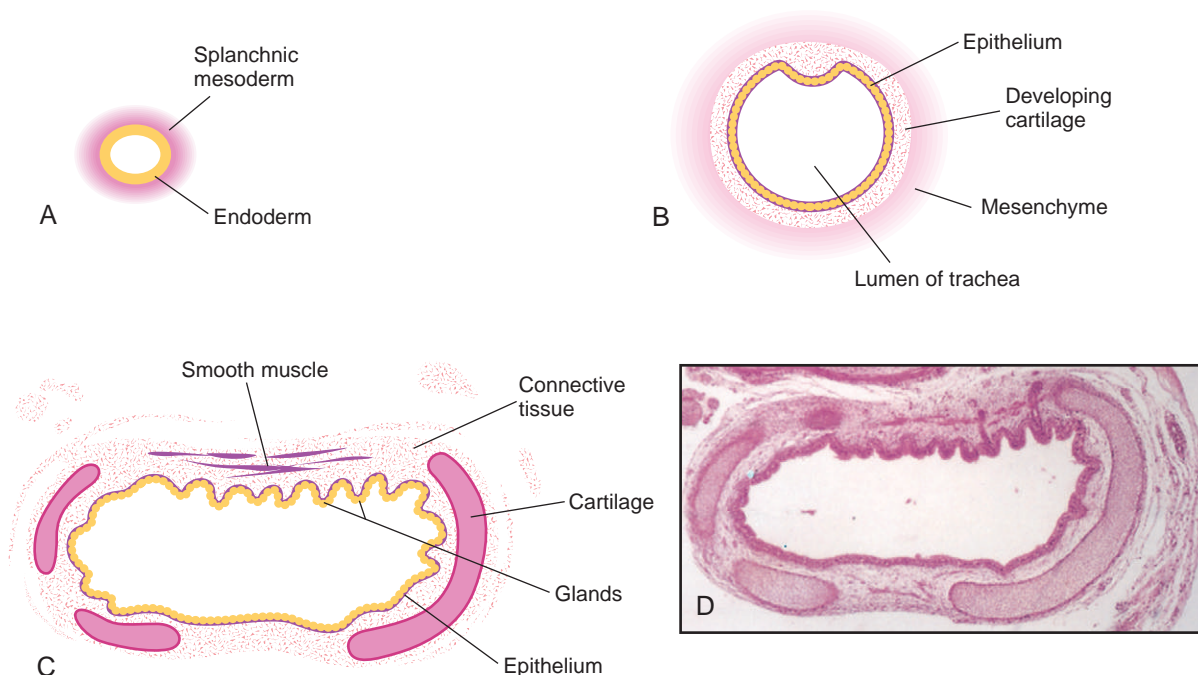 Splanchnic
mesoderm
Endoderm
A
Epithelium
Developing
cartilage
Mesenchyme
Lumen of trachea
B
Smooth muscle
Connective
tissue
Cartilage
Glands
Epithelium
C
D